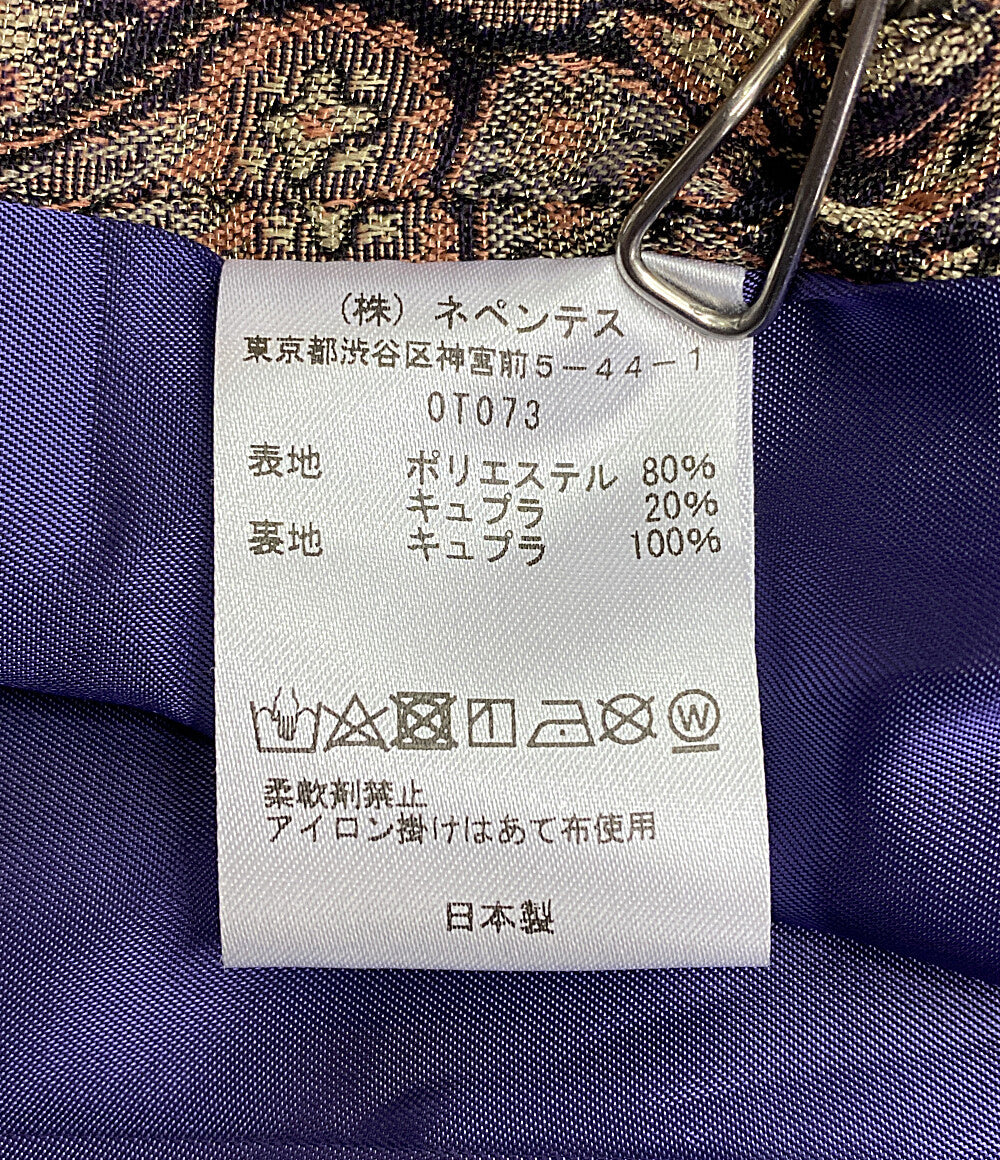 (株) ネペンテス
東京都渋谷区神宮前5-44-1
OT073
表地 ポリエステル 80%
キュプラ 20%
裏地 キュプラ 100%
W
柔軟剤禁止
アイロン掛けはあて布使用
日本製